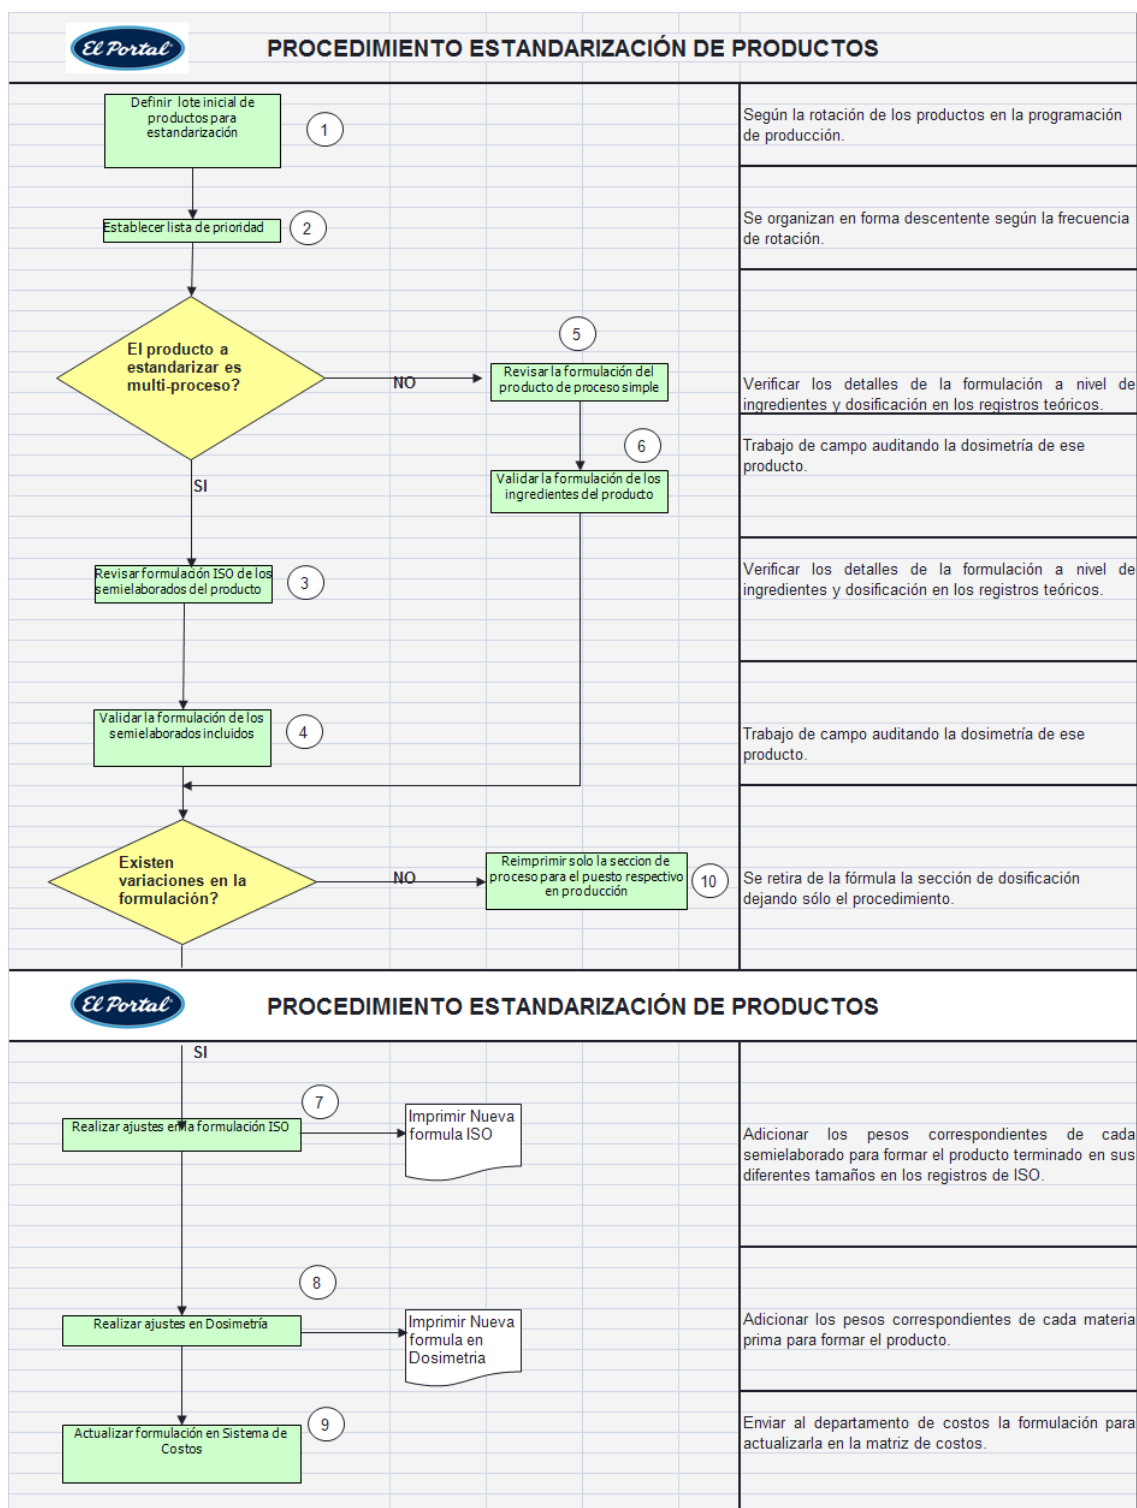 El Portal
PROCEDIMIENTO ESTANDARIZACIÓN DE PRODUCTOS
Definir lote inicial de
productos para
estandarización
1
Según la rotación de los productos en la programación
de producción.
Establecer lista de prioridad
2
Se organizan en forma descentente según la frecuencia
de rotación.
El producto a
estandarizar es
multi-proceso?
NO
5
Revisar la formulación del
producto de proceso simple
Verificar los detalles de la formulación a nivel de
ingredientes y dosificación en los registros teóricos.
6
Validar la formulación de los
ingredientes del producto
Trabajo de campo auditando la dosimetría de ese
producto.
SI
Revisar formulación ISO de los
semielaborados del producto
3
Verificar los detalles de la formulación a nivel de
ingredientes y dosificación en los registros teóricos.
Validar la formulación de los
semielaborados incluidos
4
Trabajo de campo auditando la dosimetría de ese
producto.
Existen
variaciones en la
formulación?
NO
Reimprimir solo la seccion de
proceso para el puesto respectivo
en producción
10
Se retira de la fórmula la sección de dosificación
dejando sólo el procedimiento.
El Portal
PROCEDIMIENTO ESTANDARIZACIÓN DE PRODUCTOS
SI
7
Realizar ajustes en la formulación ISO
Imprimir Nueva
formula ISO
Adicionar los pesos correspondientes de cada
semielaborado para formar el producto terminado en sus
diferentes tamaños en los registros de ISO.
8
Realizar ajustes en Dosimetría
Imprimir Nueva
formula en
Dosimetria
Adicionar los pesos correspondientes de cada materia
prima para formar el producto.
9
Actualizar formulación en Sistema de
Costos
Enviar al departamento de costos la formulación para
actualizarla en la matriz de costos.